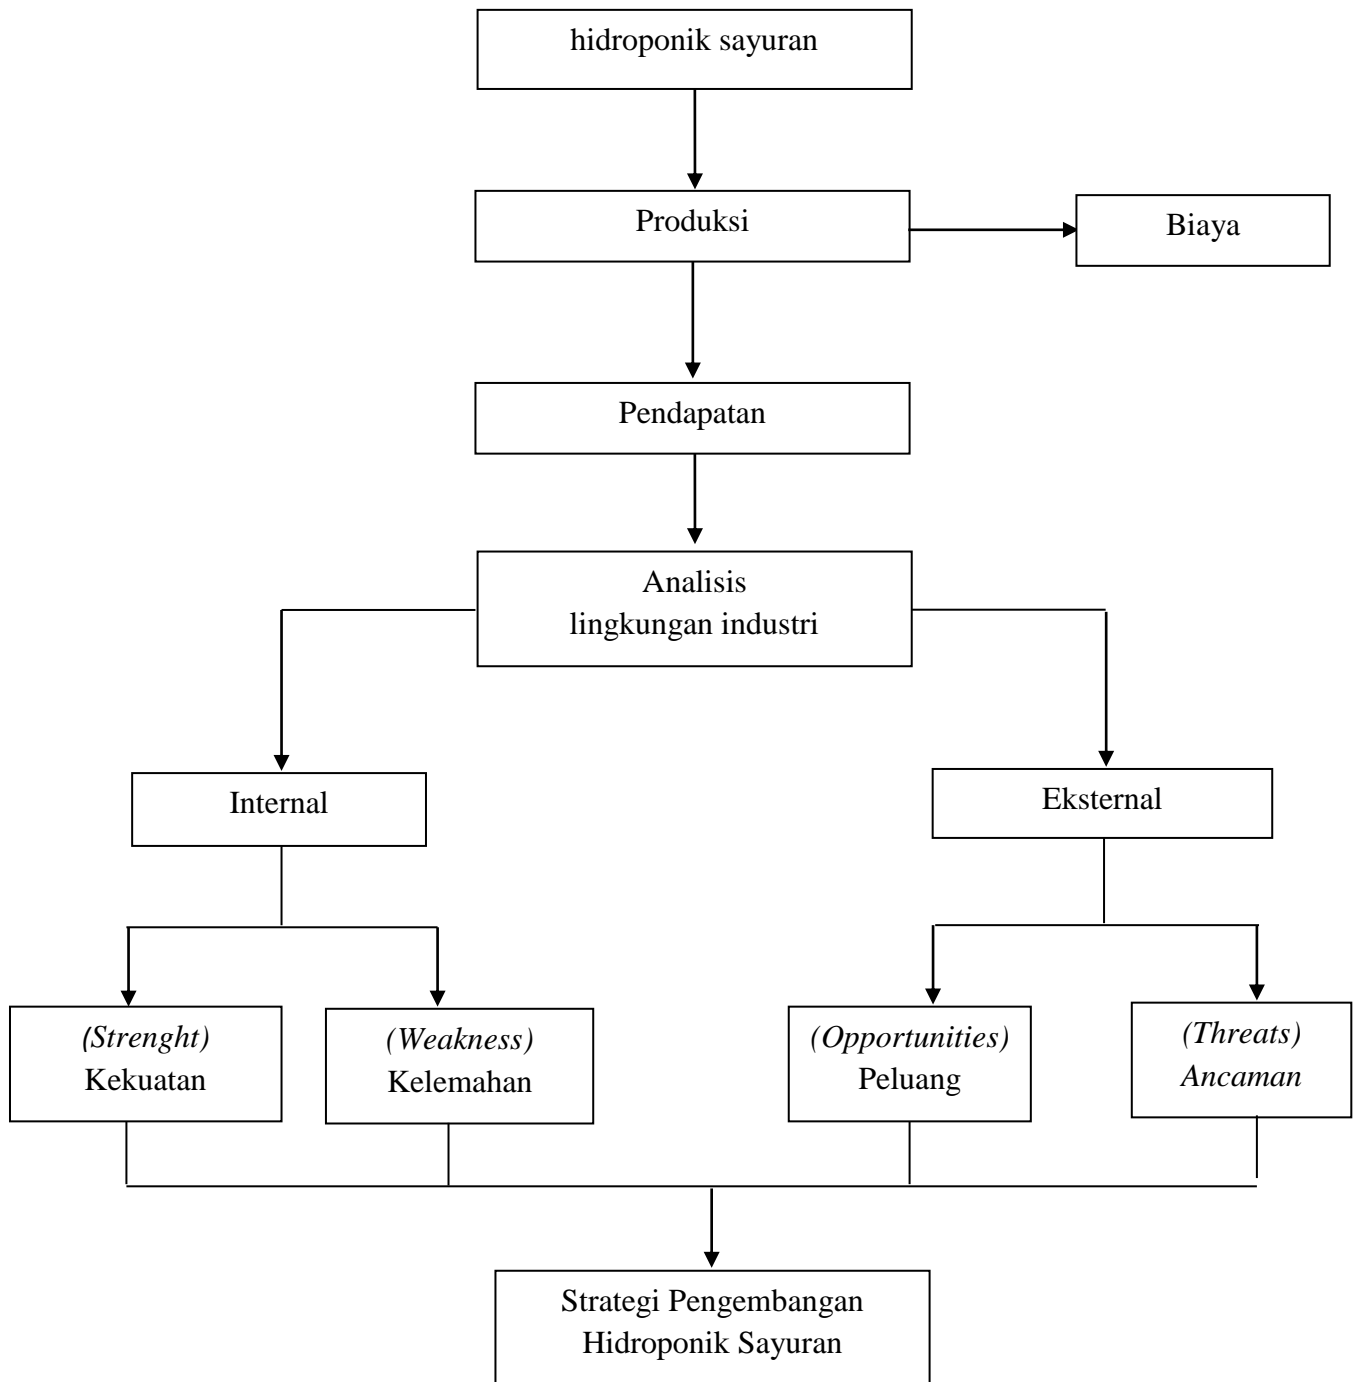 hidroponik sayuran
Produksi
Biaya
Pendapatan
Analisis
lingkungan industri
Internal
Eksternal
(Strenght)
Kekuatan
(Weakness)
Kelemahan
(Opportunities)
Peluang
(Threats)
Ancaman
Strategi Pengembangan
Hidroponik Sayuran